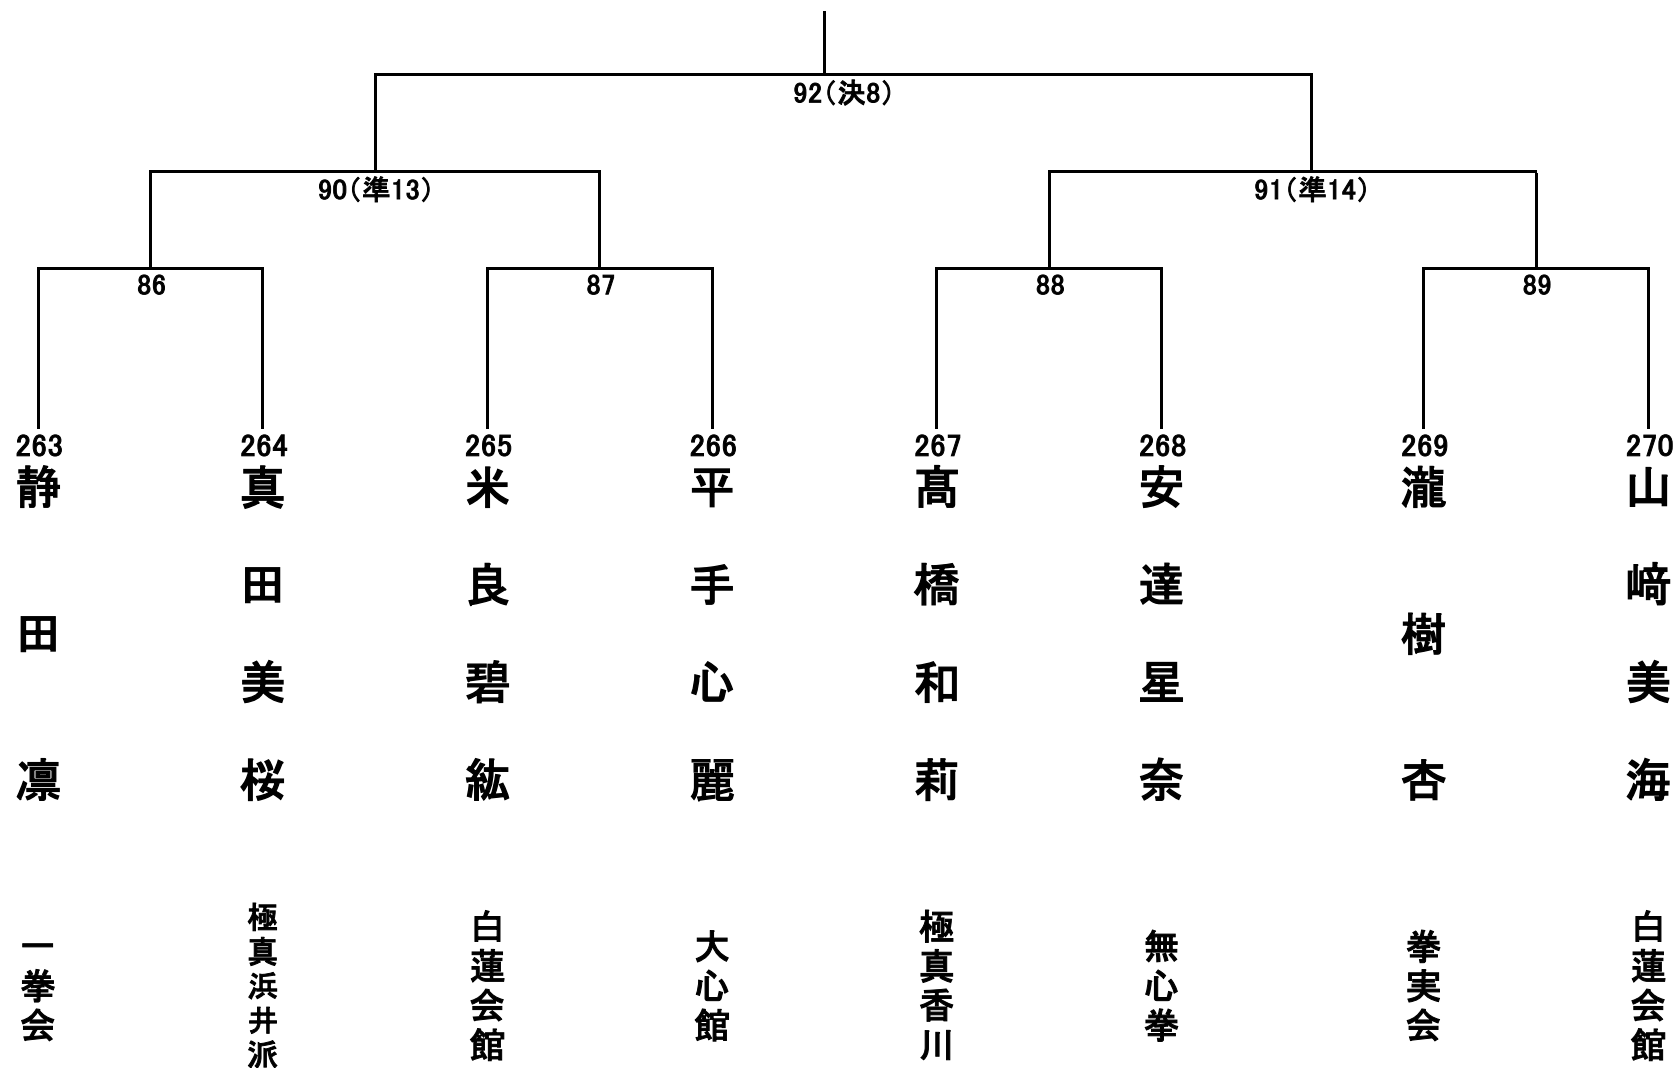 92(決8)
90(準13)
91(準14)
86
87
88
89
263
264
265
266
267
268
269
270
静田凛
真田美桜
米良碧紘
平手心麗
髙橋和莉
安達星奈
瀧樹杏
山﨑美海
一拳会
極真浜井派
白蓮会館
大心館
極真香川
無心拳
拳実会
白蓮会館